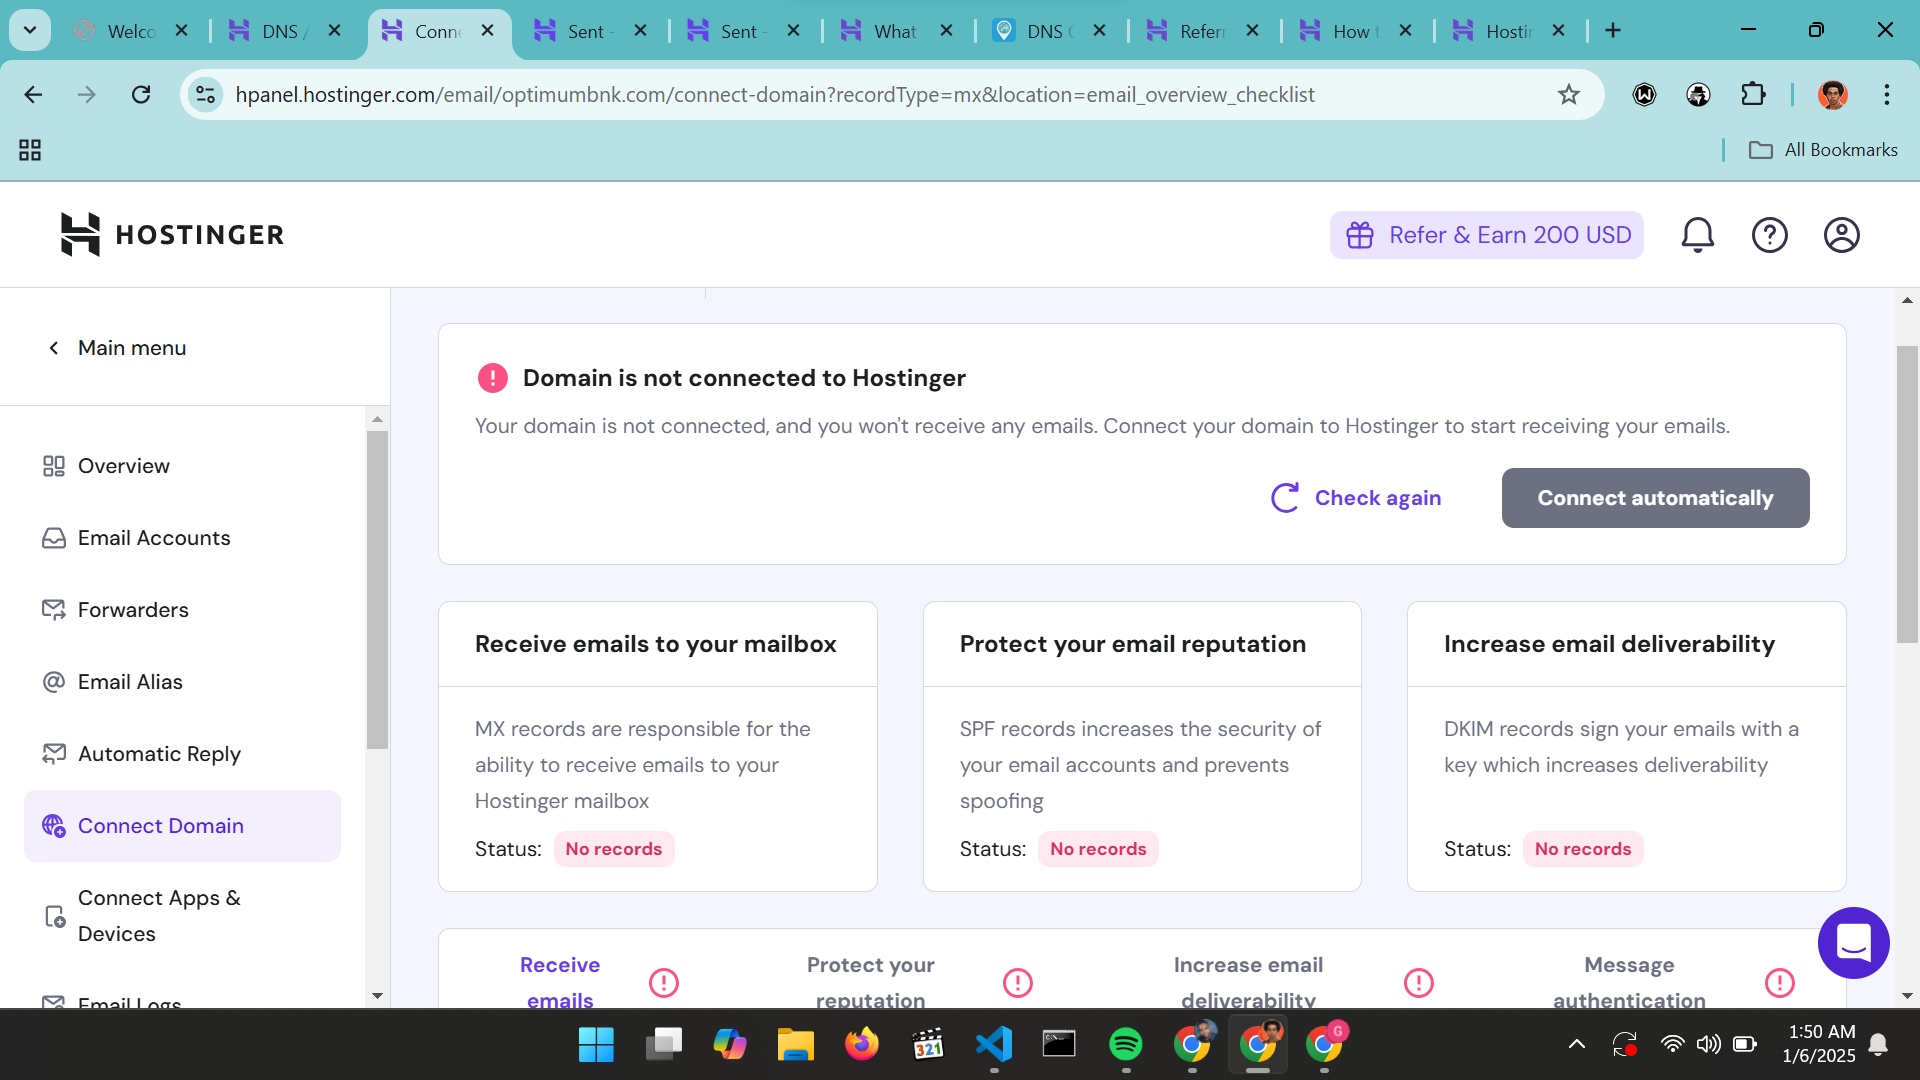 Welco
DNS /
Conne
Sent -
Sent -
What
DNS C
Referr
How t
Hostin
hpanel.hostinger.com/email/optimumbnk.com/connect-domain?recordType=mx&location=email_overview_checklist
All Bookmarks
HOSTINGER
Refer & Earn 200 USD
Main menu
Overview
Email Accounts
Forwarders
Email Alias
Automatic Reply
Connect Domain
Connect Apps &
Devices
Email Logs
Domain is not connected to Hostinger
Your domain is not connected, and you won't receive any emails. Connect your domain to Hostinger to start receiving your emails.
Check again
Connect automatically
Receive emails to your mailbox
MX records are responsible for the
ability to receive emails to your
Hostinger mailbox
Status: No records
Protect your email reputation
SPF records increases the security of
your email accounts and prevents
spoofing
Status: No records
Increase email deliverability
DKIM records sign your emails with a
key which increases deliverability
Status: No records
Receive
emails
Protect your
reputation
Increase email
deliverability
Message
authentication
321
G
1:50 AM
1/6/2025